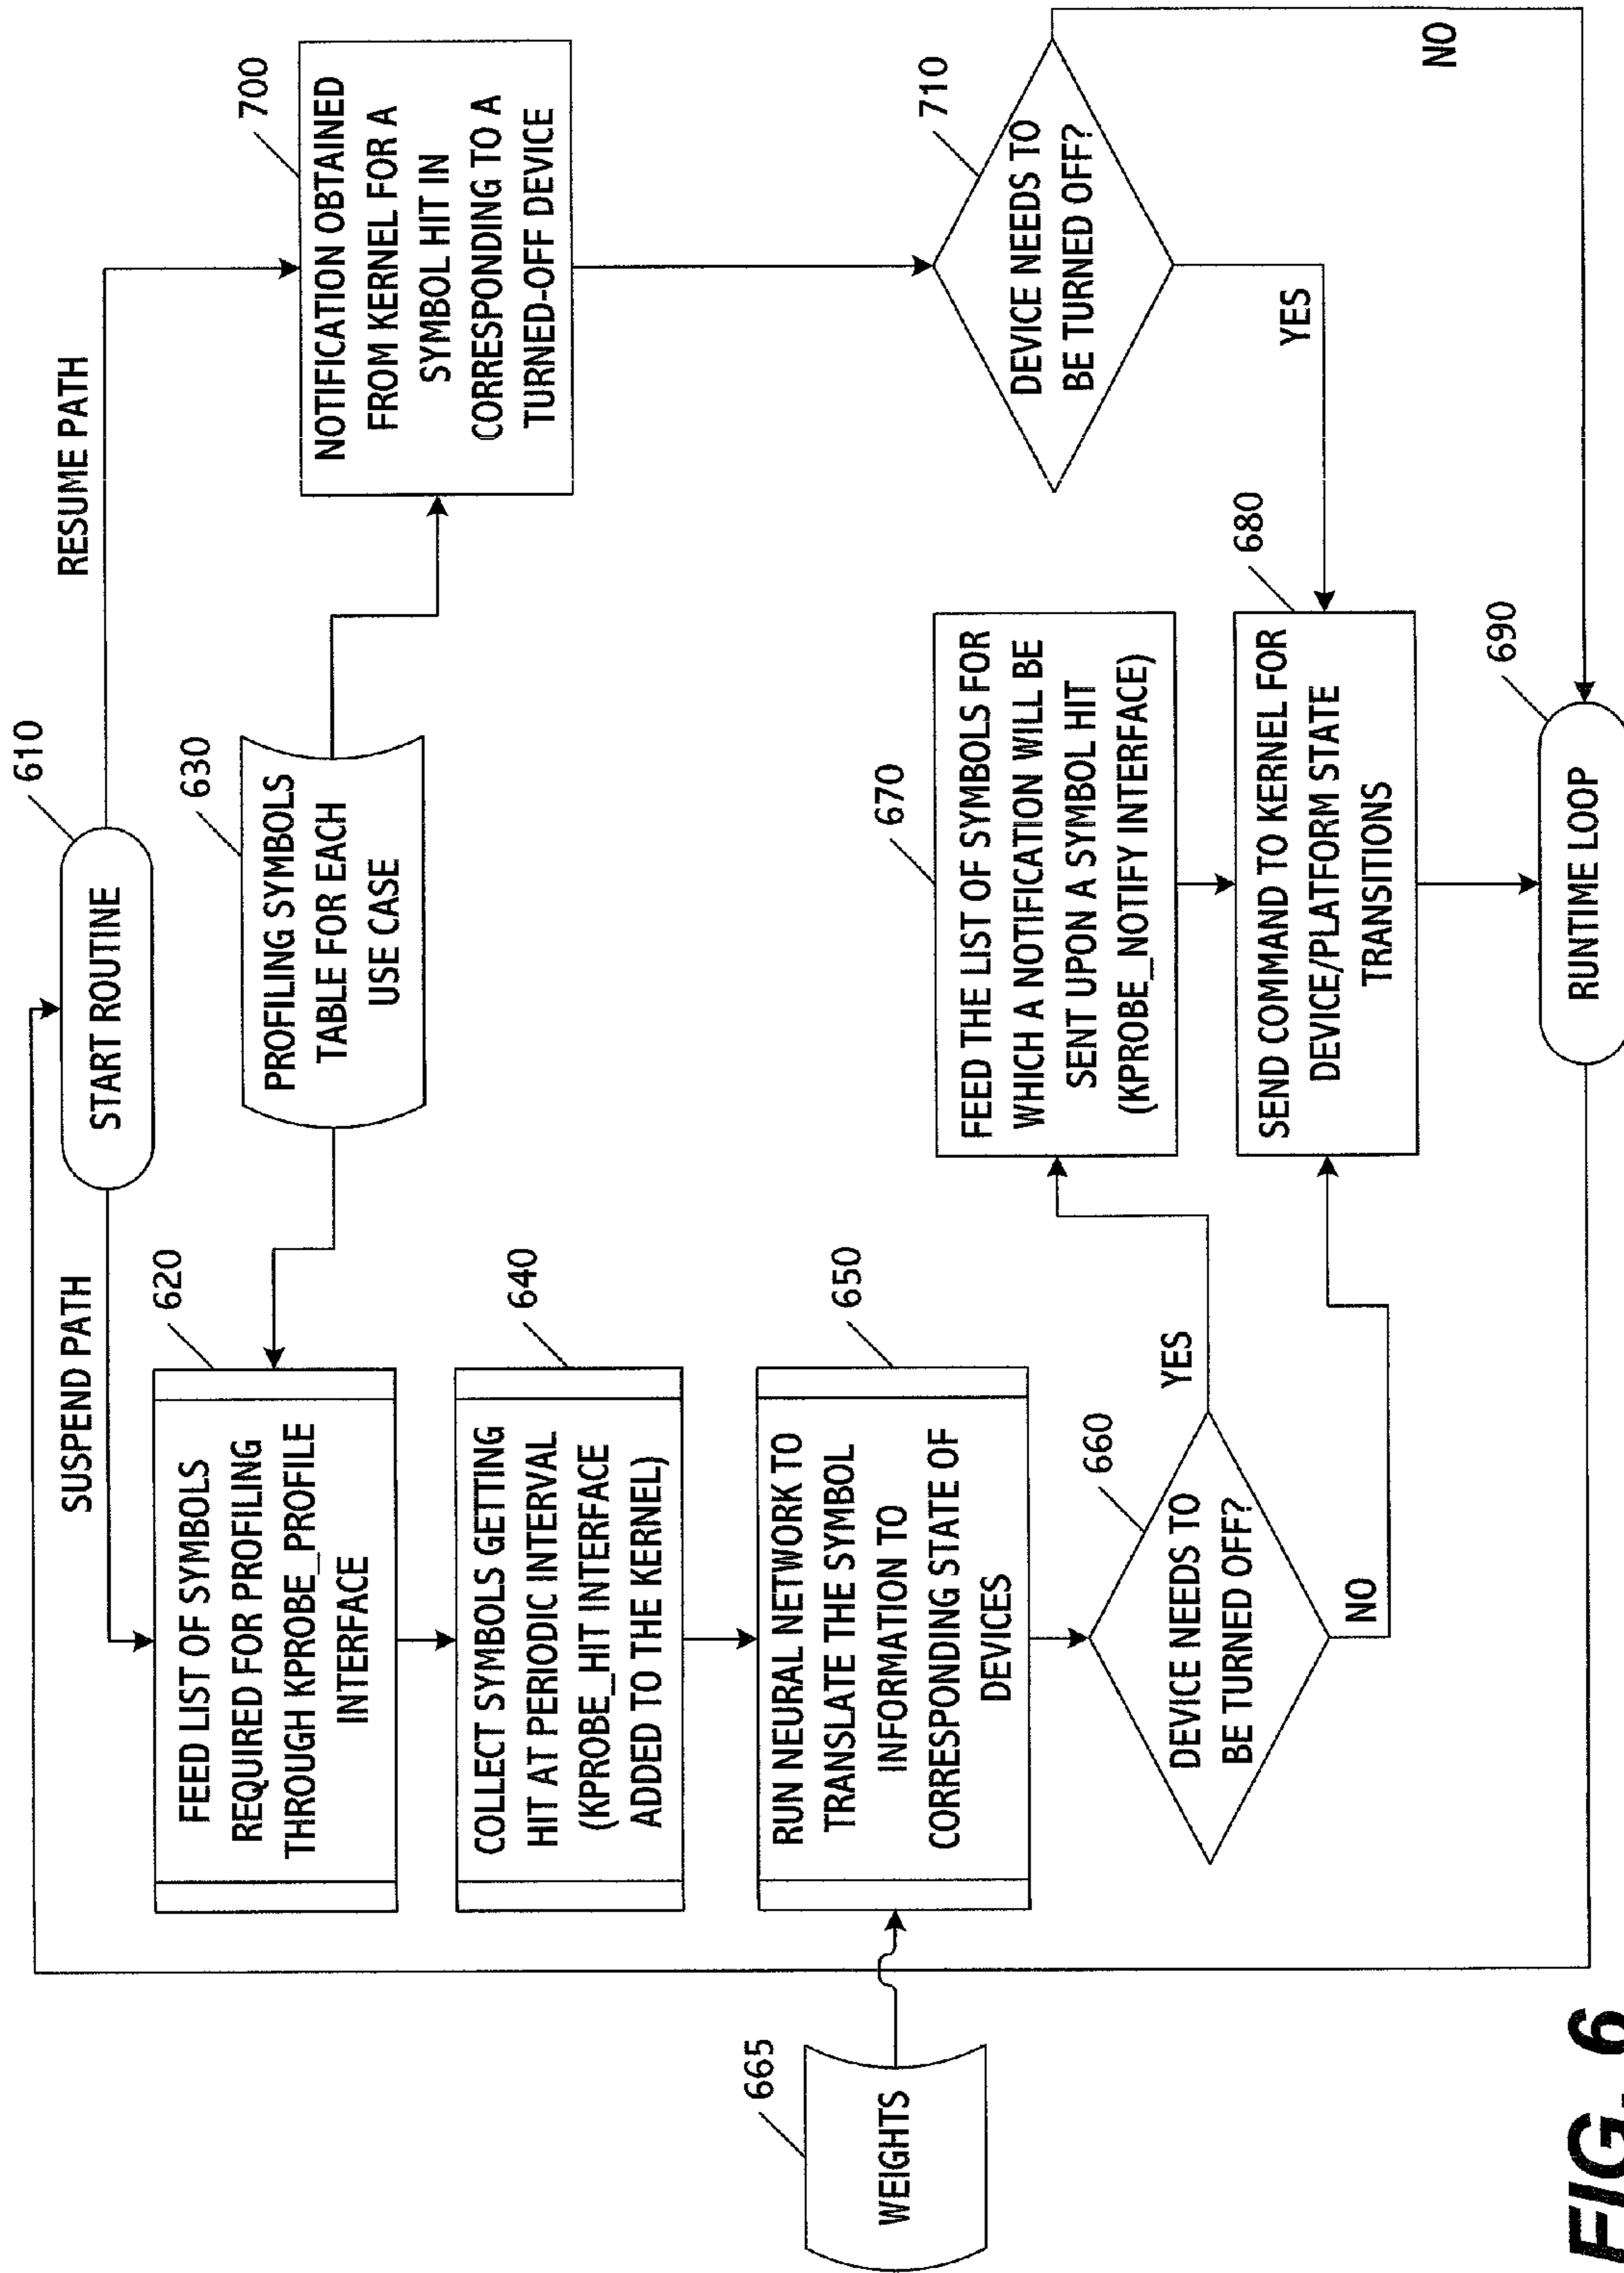 610
START ROUTINE
SUSPEND PATH
RESUME PATH
620
FEED LIST OF SYMBOLS
REQUIRED FOR PROFILING
THROUGH KPROBE_PROFILE
INTERFACE
630
PROFILING SYMBOLS
TABLE FOR EACH
USE CASE
700
NOTIFICATION OBTAINED
FROM KERNEL FOR A
SYMBOL HIT IN
CORRESPONDING TO A
TURNED-OFF DEVICE
640
COLLECT SYMBOLS GETTING
HIT AT PERIODIC INTERVAL
(KPROBE_HIT INTERFACE
ADDED TO THE KERNEL)
665
WEIGHTS
650
RUN NEURAL NETWORK TO
TRANSLATE THE SYMBOL
INFORMATION TO
CORRESPONDING STATE OF
DEVICES
660
DEVICE NEEDS TO
BE TURNED OFF?
YES
NO
670
FEED THE LIST OF SYMBOLS FOR
WHICH A NOTIFICATION WILL BE
SENT UPON A SYMBOL HIT
(KPROBE_NOTIFY INTERFACE)
710
DEVICE NEEDS TO
BE TURNED OFF?
YES
NO
680
SEND COMMAND TO KERNEL FOR
DEVICE/PLATFORM STATE
TRANSITIONS
690
RUNTIME LOOP
FIG. 6